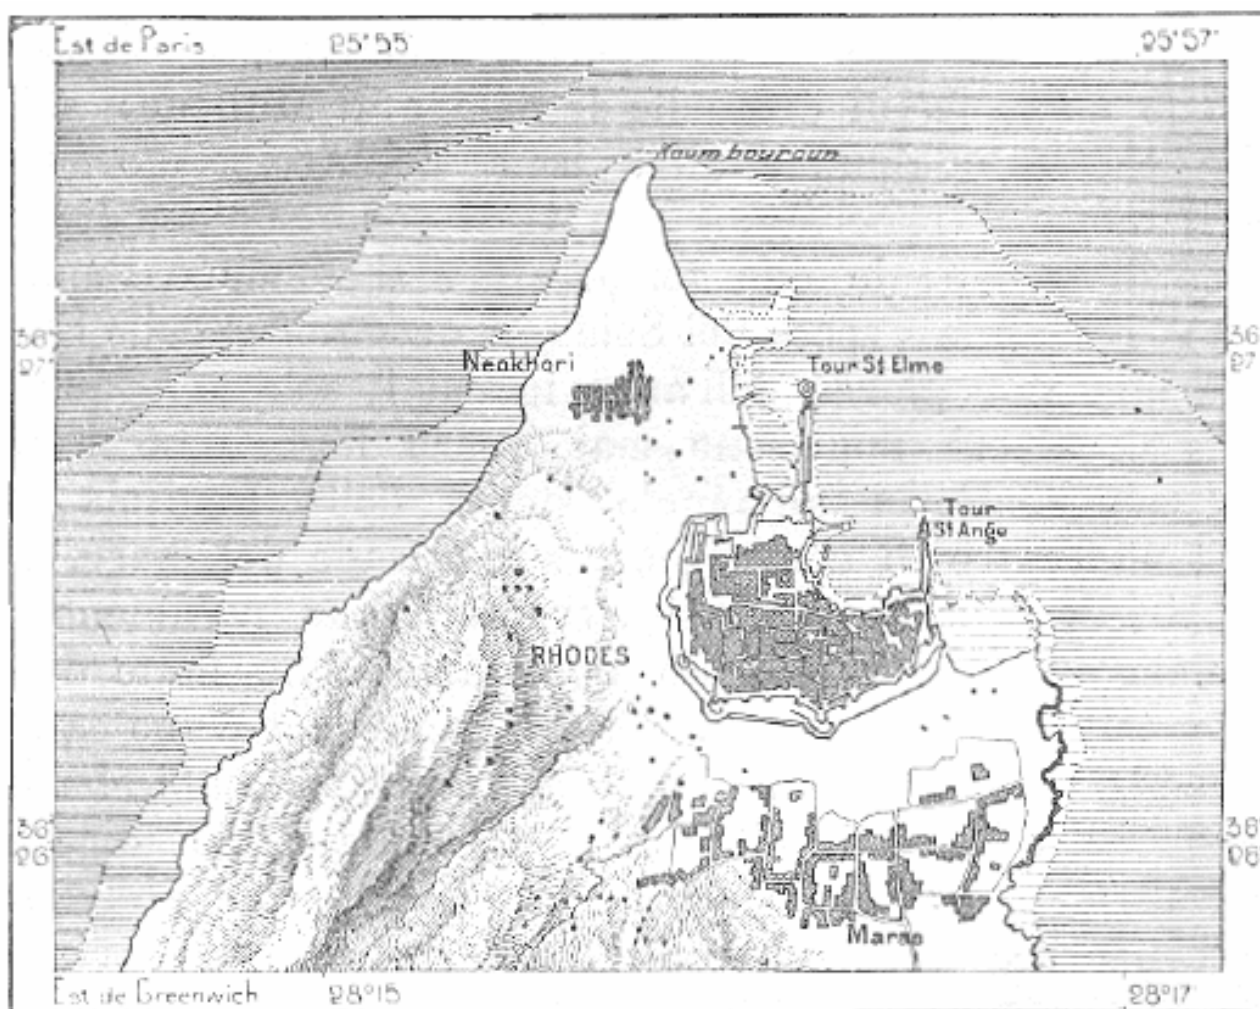 Est de Paris 25°55' 25°57'
Koum bouroun
36°
27'
36°
27'
Neokhori
Tour St Elme
Tour
St Ange
RHODES
36°
26'
36
26
Maras
Est de Greenwich 28°15 28°17'